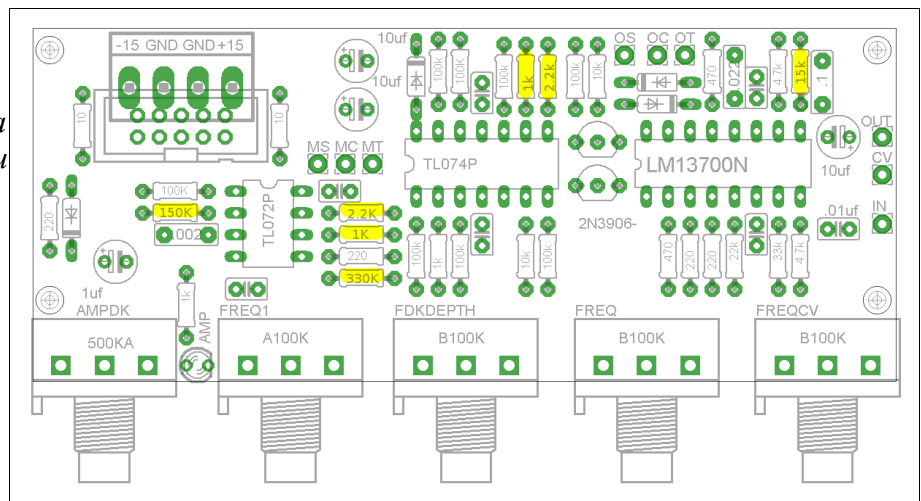 -15 GND GND +15
10uf
10uf
OS OC OT
10
10
100k
100K
100k
1k
2.2k
100k
10k
470
.022
4.7k
.15k
.1
a
u
MS MC MT
TL074P
LM13700N
OUT
CV
IN
10uf
.01uf
100K
150K
.002
TL072P
2.2K
1K
220
330K
2N3906-
220
1uf
1k
100k
1k
100k
10k
100k
470
220
220
22k
33k
4.7k
AMPDK
AMP
FREQ1
FDKDEPTH
FREQ
FREQCV
500KA
A100K
B100K
B100K
B100K